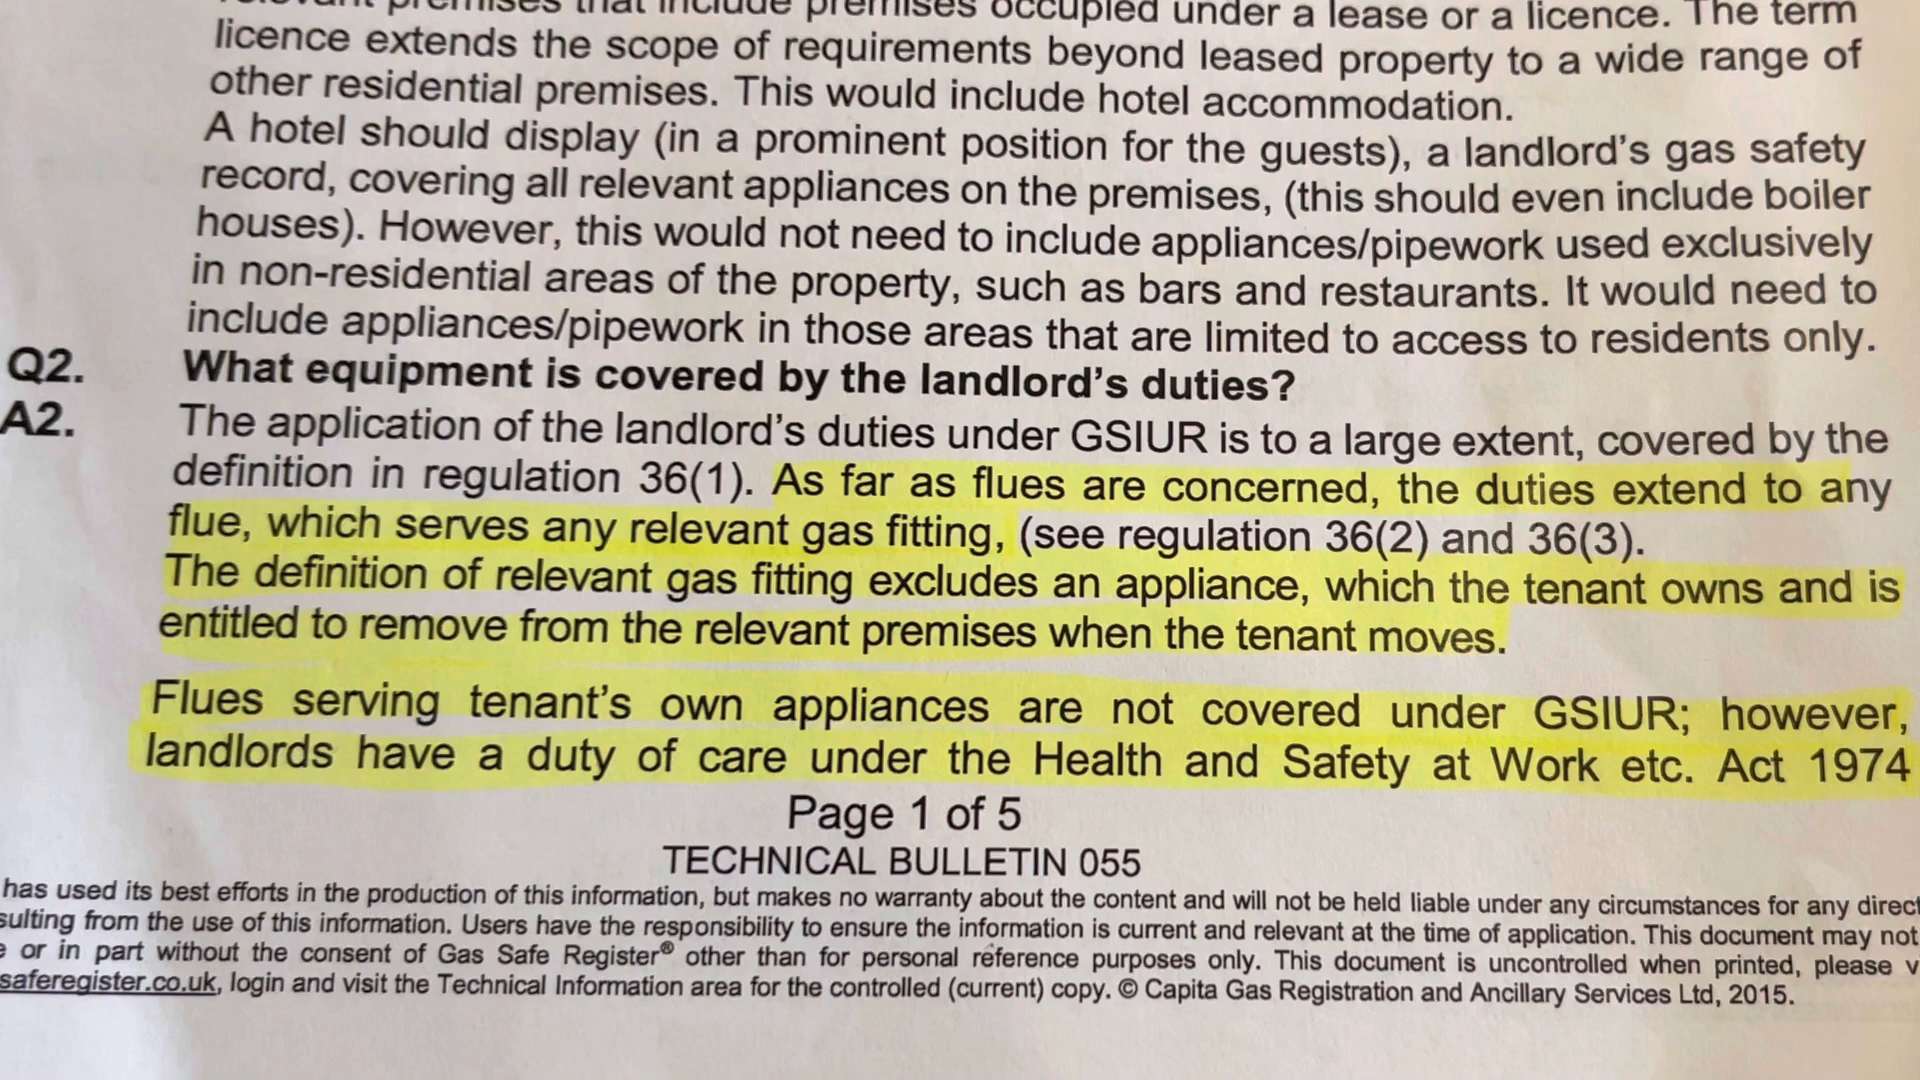 relevant premises that include premises occupied under a lease or a licence. The term
licence extends the scope of requirements beyond leased property to a wide range of
other residential premises. This would include hotel accommodation.
A hotel should display (in a prominent position for the guests), a landlord's gas safety
record, covering all relevant appliances on the premises, (this should even include boiler
houses). However, this would not need to include appliances/pipework used exclusively
in non-residential areas of the property, such as bars and restaurants. It would need to
include appliances/pipework in those areas that are limited to access to residents only.
Q2. What equipment is covered by the landlord's duties?
A2. The application of the landlord's duties under GSIUR is to a large extent, covered by the
definition in regulation 36(1). As far as flues are concerned, the duties extend to any
flue, which serves any relevant gas fitting, (see regulation 36(2) and 36(3).
The definition of relevant gas fitting excludes an appliance, which the tenant owns and is
entitled to remove from the relevant premises when the tenant moves.
Flues serving tenant's own appliances are not covered under GSIUR; however,
landlords have a duty of care under the Health and Safety at Work etc. Act 1974
Page 1 of 5
TECHNICAL BULLETIN 055
has used its best efforts in the production of this information, but makes no warranty about the content and will not be held liable under any circumstances for any direct
sulting from the use of this information. Users have the responsibility to ensure the information is current and relevant at the time of application. This document may not
e or in part without the consent of Gas Safe Register® other than for personal reference purposes only. This document is uncontrolled when printed, please v
saferegister.co.uk, login and visit the Technical Information area for the controlled (current) copy. © Capita Gas Registration and Ancillary Services Ltd, 2015.